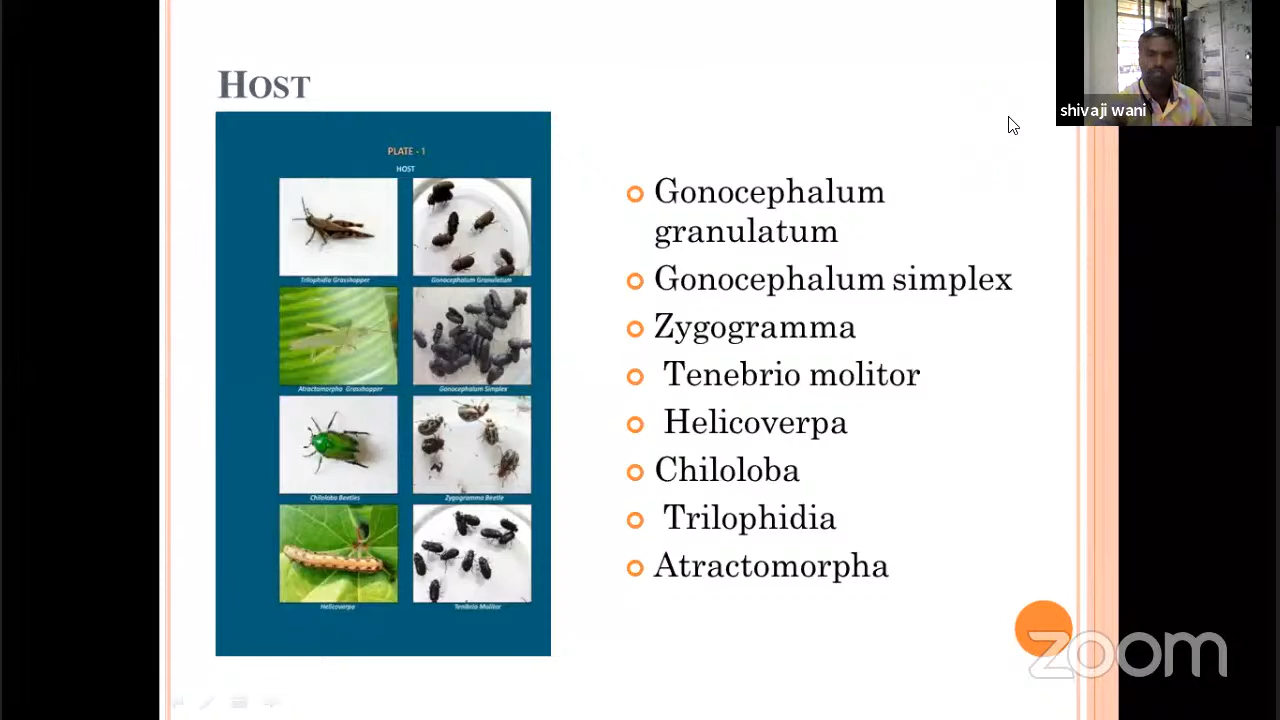 HOST
PLATE - 1
HOST
Trilophidia Grasshopper
Gonocephalum Granulatum
Atractomorpha Grasshopper
Gonocephalum Simplex
Chiloloba Beetles
Zygogramma Beetle
Helicoverpa
Tenibrio Molitor
Gonocephalum
granulatum
Gonocephalum simplex
Zygogramma
Tenebrio molitor
Helicoverpa
Chiloloba
Trilophidia
Atractomorpha
shivaji wani
zoom